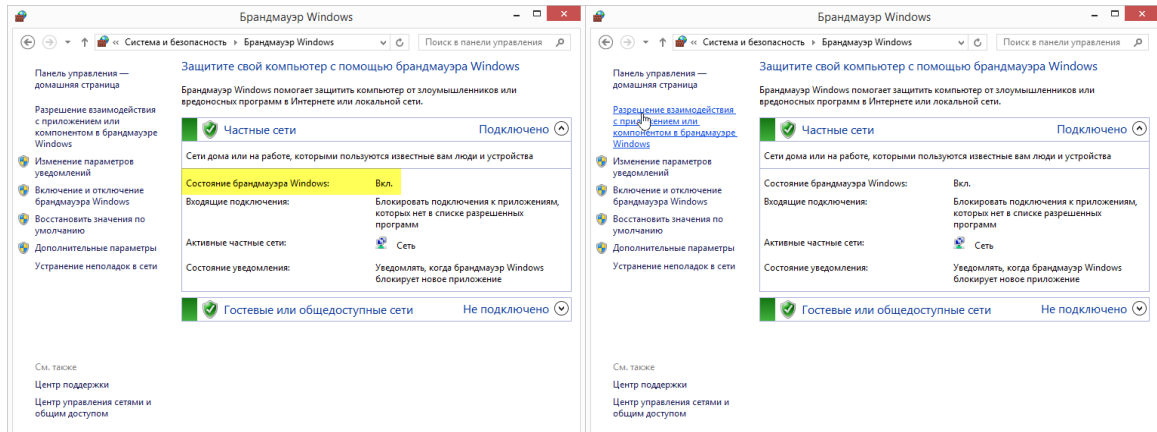 Брандмауэр Windows
« Система и безопасность Брандмауэр Windows
Поиск в панели управления
Панель управления —
домашняя страница
Разрешение взаимодействия
с приложением или
компонентом в брандмауэре
Windows
Изменение параметров
уведомлений
Включение и отключение
брандмауэра Windows
Восстановить значения по
умолчанию
Дополнительные параметры
Устранение неполадок в сети
См. также
Центр поддержки
Центр управления сетями и
общим доступом
Защитите свой компьютер с помощью брандмауэра Windows
Брандмауэр Windows помогает защитить компьютер от злоумышленников или
вредоносных программ в Интернете или локальной сети.
Частные сети Подключено
Сети дома или на работе, которыми пользуются известные вам люди и устройства
Состояние брандмауэра Windows: Вкл.
Входящие подключения: Блокировать подключения к приложениям,
которых нет в списке разрешенных
программ
Активные частные сети: Сеть
Состояние уведомления: Уведомлять, когда брандмауэр Windows
блокирует новое приложение
Гостевые или общедоступные сети Не подключено
Брандмауэр Windows
« Система и безопасность Брандмауэр Windows
Поиск в панели управления
Панель управления —
домашняя страница
Разрешение взаимодействия
с приложением или
компонентом в брандмауэре
Windows
Изменение параметров
уведомлений
Включение и отключение
брандмауэра Windows
Восстановить значения по
умолчанию
Дополнительные параметры
Устранение неполадок в сети
См. также
Центр поддержки
Центр управления сетями и
общим доступом
Защитите свой компьютер с помощью брандмауэра Windows
Брандмауэр Windows помогает защитить компьютер от злоумышленников или
вредоносных программ в Интернете или локальной сети.
Частные сети Подключено
Сети дома или на работе, которыми пользуются известные вам люди и устройства
Состояние брандмауэра Windows: Вкл.
Входящие подключения: Блокировать подключения к приложениям,
которых нет в списке разрешенных
программ
Активные частные сети: Сеть
Состояние уведомления: Уведомлять, когда брандмауэр Windows
блокирует новое приложение
Гостевые или общедоступные сети Не подключено